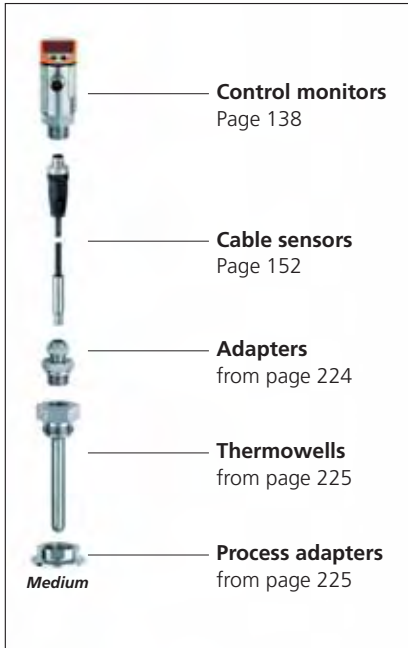 Control monitors
Page 138
Cable sensors
Page 152
Adapters
from page 224
Thermowells
from page 225
Process adapters
from page 225
Medium